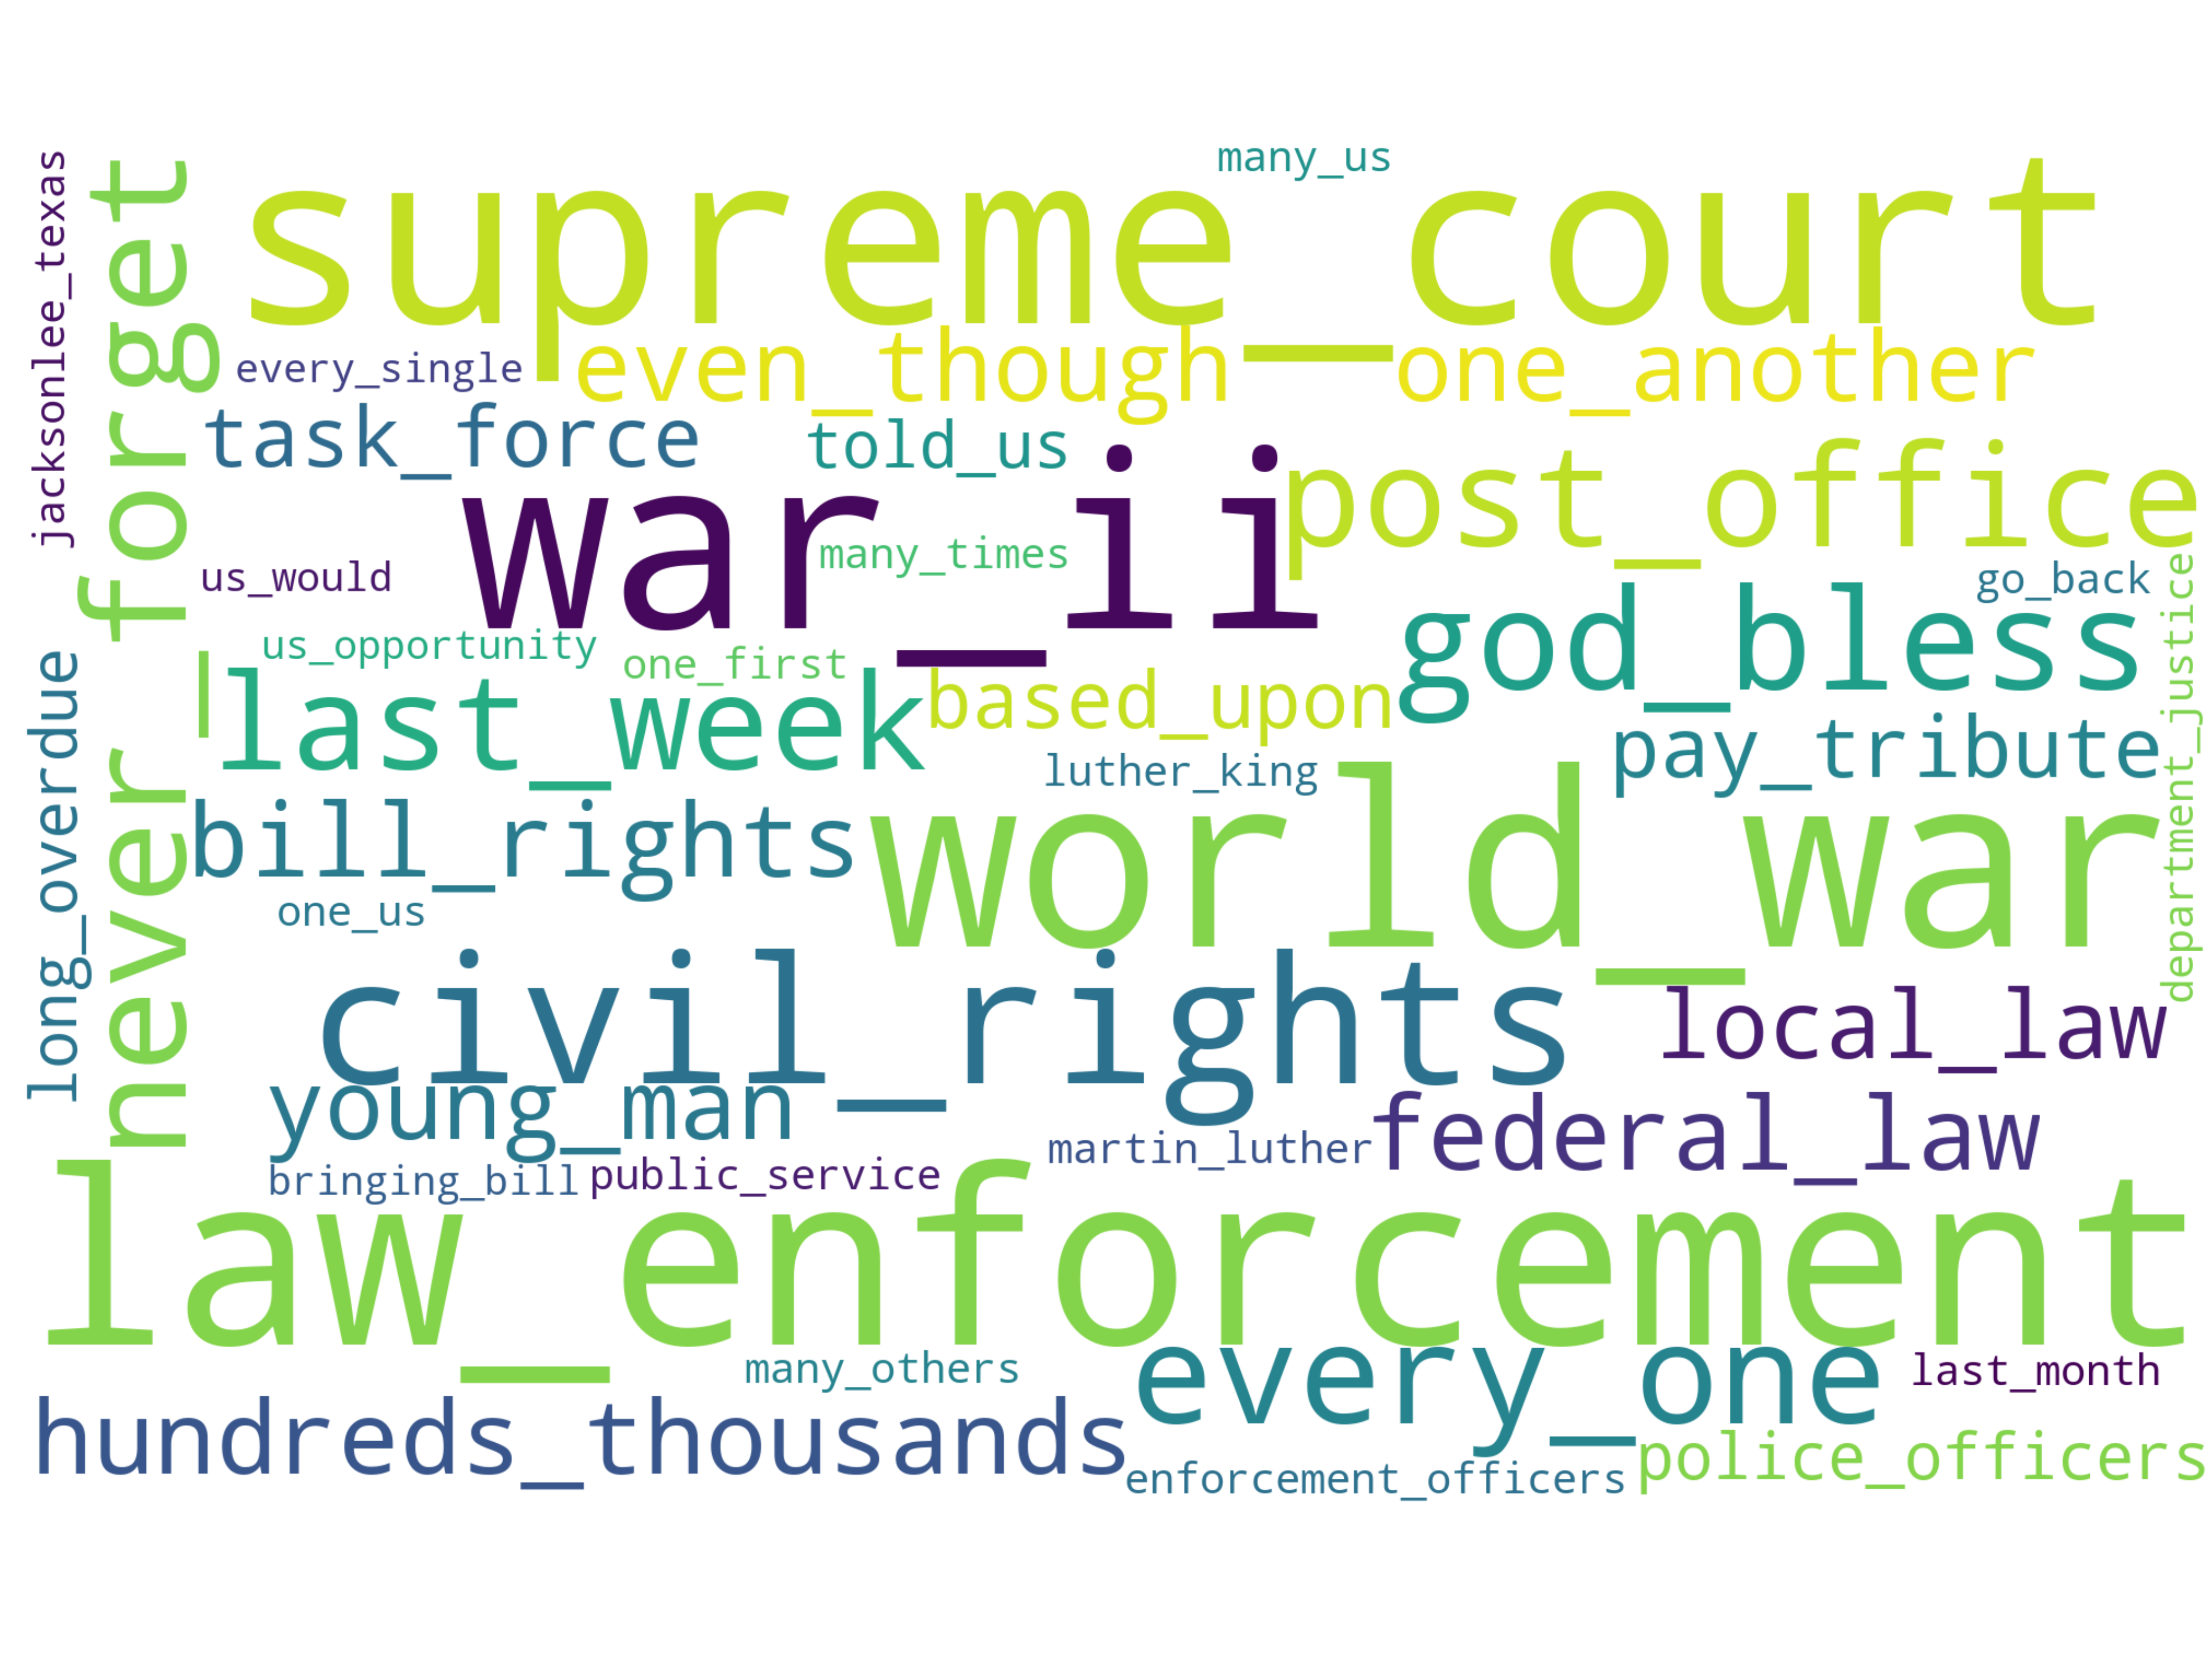 many_us
supreme_court
jacksonlee_texas
never_forget
every_single
even_though
one_another
task_force
told_us
war_ii
post_office
many_times
us_would
go_back
god_bless
department_justice
us_opportunity
one_first
last_week
based_upon
long_overdue
pay_tribute
luther_king
bill_rights
world_war
one_us
civil_rights
local_law
young_man
federal_law
martin_luther
bringing_bill
public_service
law_enforcement
many_others
every_one
last_month
hundreds_thousands
enforcement_officers
police_officers